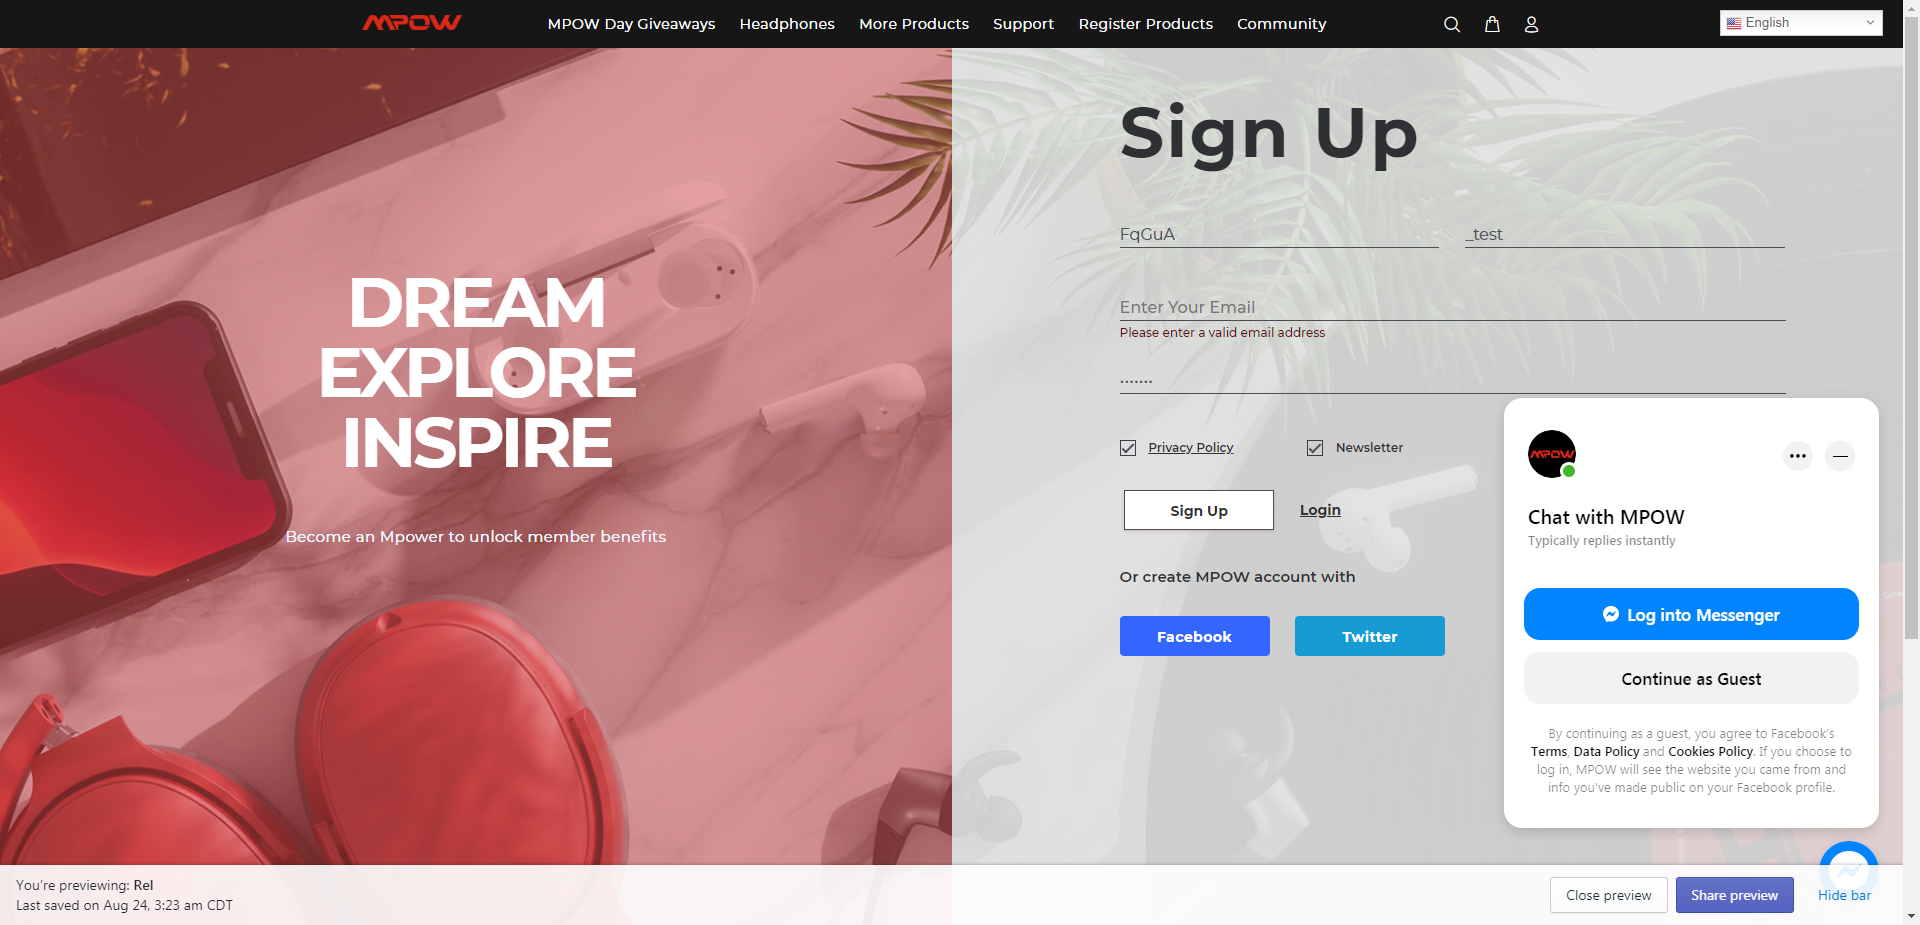 MPOW
MPOW Day Giveaways
Headphones
More Products
Support
Register Products
Community
English
DREAM
EXPLORE
INSPIRE
Become an Mpower to unlock member benefits
Sign Up
FqGuA
_test
Enter Your Email
Please enter a valid email address
·······
Privacy Policy
Newsletter
Sign Up
Login
Or create MPOW account with
Facebook
Twitter
MPOW
Chat with MPOW
Typically replies instantly
Log into Messenger
Continue as Guest
By continuing as a guest, you agree to Facebook's
Terms, Data Policy and Cookies Policy. If you choose to
log in, MPOW will see the website you came from and
info you've made public on your Facebook profile.
You're previewing: Rel
Last saved on Aug 24, 3:23 am CDT
Close preview
Share preview
Hide bar